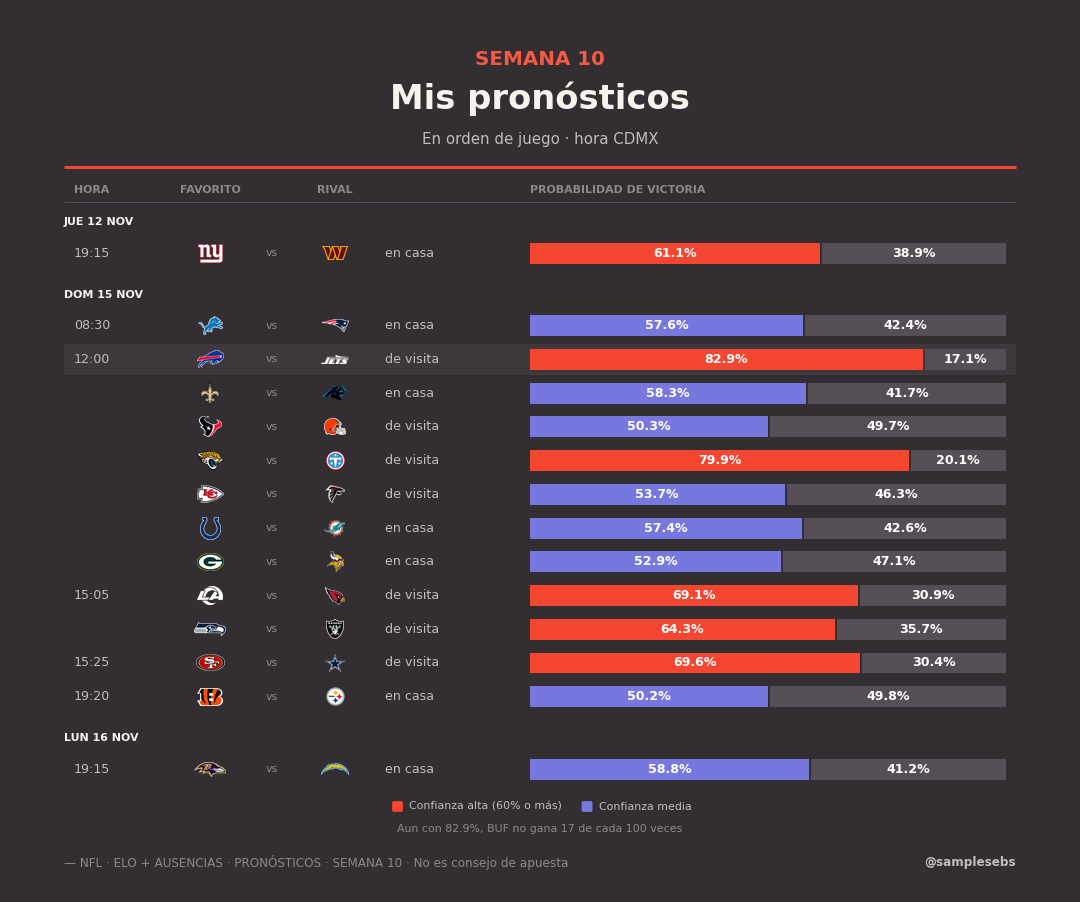 SEMANA 10
Mis pronósticos
En orden de juego · hora CDMX
HORA FAVORITO RIVAL PROBABILIDAD DE VICTORIA
JUE 12 NOV
19:15 ny vs W en casa 61.1% 38.9%
DOM 15 NOV
08:30 vs en casa 57.6% 42.4%
12:00 vs JETS de visita 82.9% 17.1%
vs en casa 58.3% 41.7%
vs de visita 50.3% 49.7%
vs de visita 79.9% 20.1%
KC vs de visita 53.7% 46.3%
vs en casa 57.4% 42.6%
G vs en casa 52.9% 47.1%
15:05 LA vs de visita 69.1% 30.9%
vs de visita 64.3% 35.7%
15:25 SF vs de visita 69.6% 30.4%
19:20 B vs en casa 50.2% 49.8%
LUN 16 NOV
19:15 vs en casa 58.8% 41.2%
Confianza alta (60% o más) Confianza media
Aun con 82.9%, BUF no gana 17 de cada 100 veces
— NFL · ELO + AUSENCIAS · PRONÓSTICOS · SEMANA 10 · No es consejo de apuesta @samplesebs